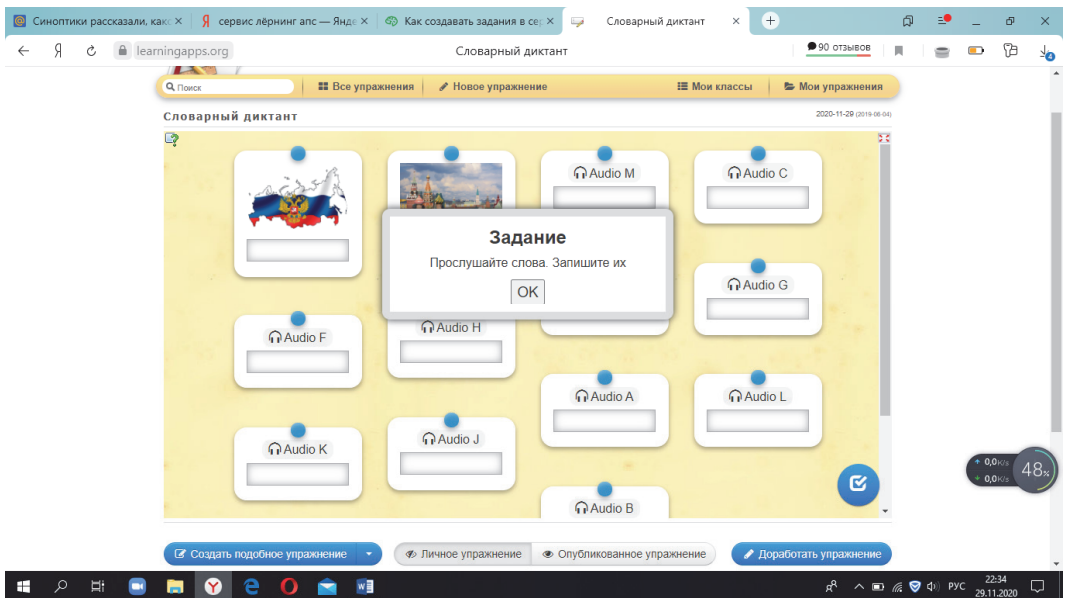 Синоптики рассказали, как
сервис лёрнинг апс — Янде
Как создавать задания в сер
Словарный диктант
learningapps.org
Словарный диктант
90 отзывов
Поиск
Все упражнения
Новое упражнение
Мои классы
Мои упражнения
Словарный диктант
2020-11-29 (2019-06-04)
Audio M
Audio C
Задание
Прослушайте слова. Запишите их
OK
Audio G
Audio F
Audio H
Audio A
Audio L
Audio K
Audio J
Audio B
0,0K/s
0,0K/s
48%
Создать подобное упражнение
Личное упражнение
Опубликованное упражнение
Доработать упражнение
РУС
22:34
29.11.2020